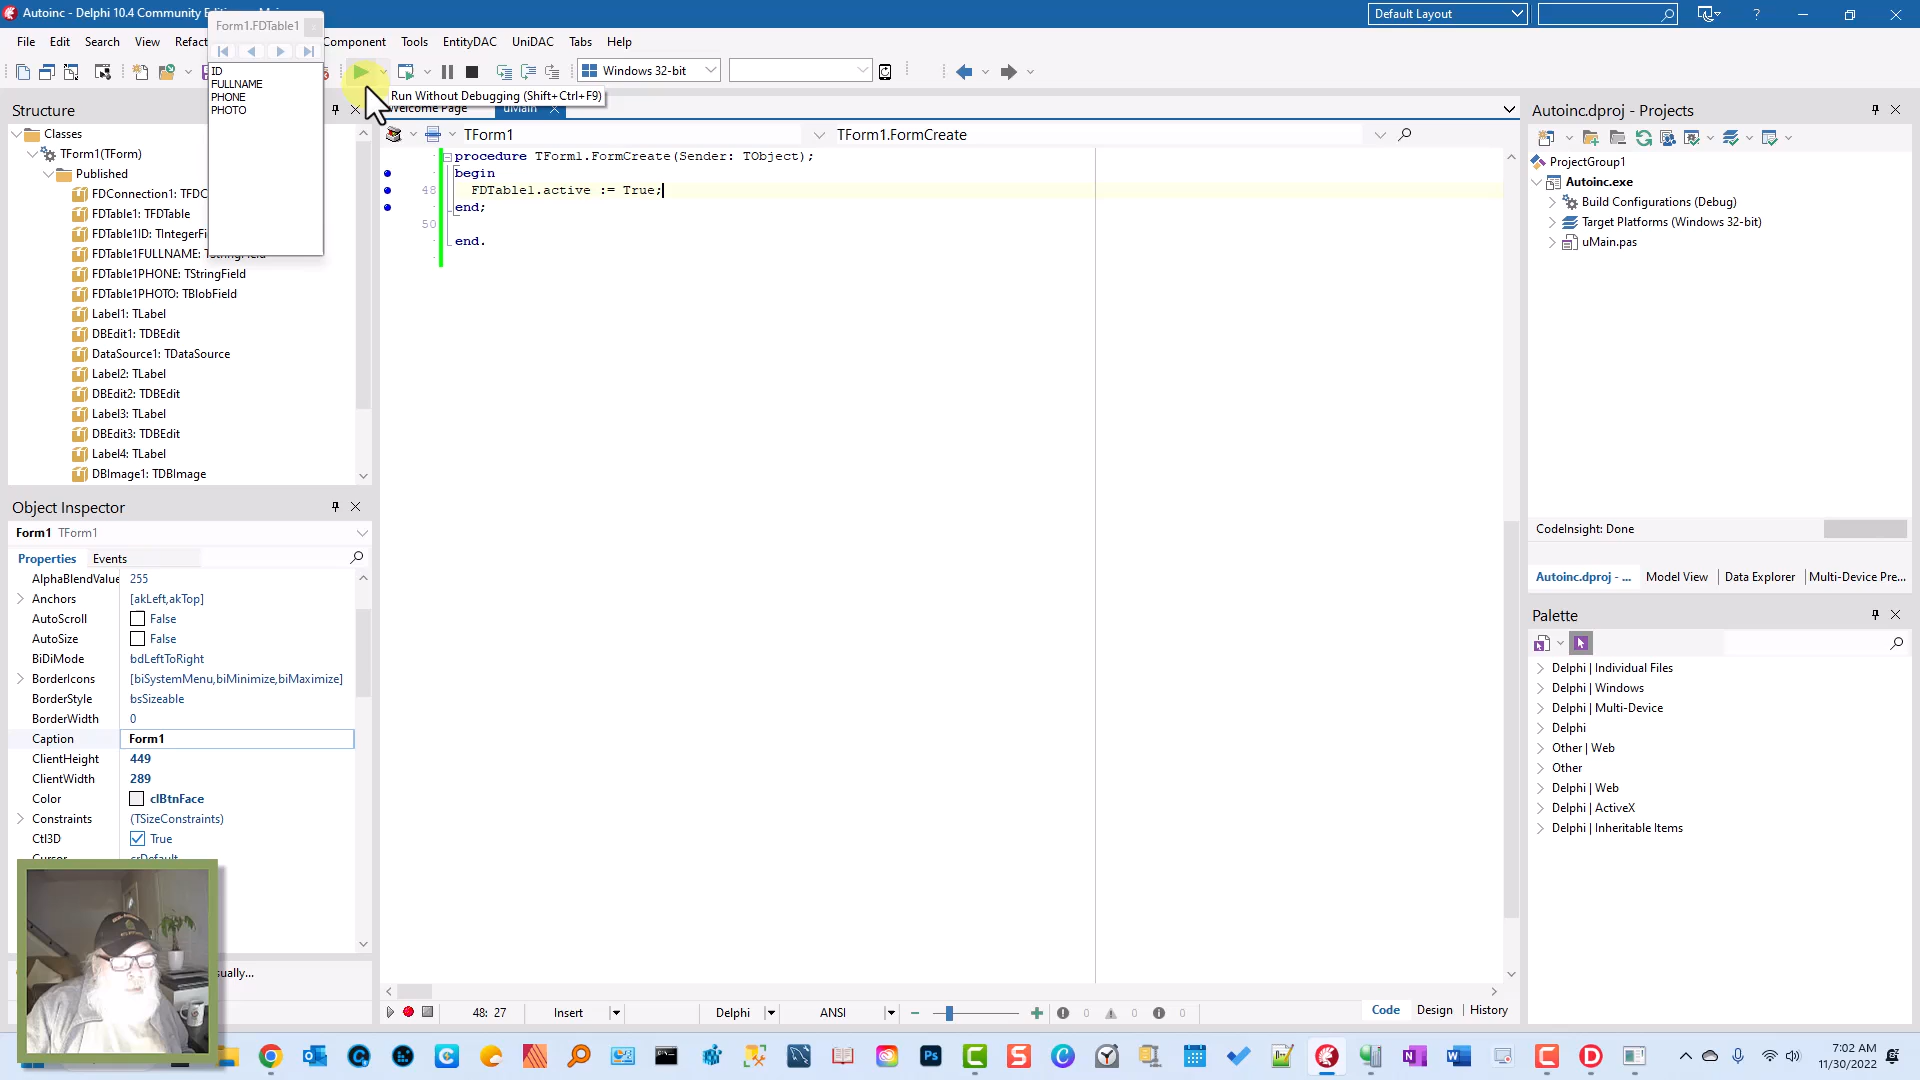 Autoinc - Delphi 10.4 Community
Default Layout
?
File Edit Search View Refact Component Tools EntityDAC UniDAC Tabs Help
Form1.FDTable1
ID
FULLNAME
PHONE
PHOTO
Windows 32-bit
Run Without Debugging (Shift+Ctrl+F9)
Welcome Page
uMain
Structure
Classes
TForm1(TForm)
Published
FDConnection1: TFDC
FDTable1: TFDTable
FDTable1ID: TIntegerFi
FDTable1FULLNAME: TStringField
FDTable1PHONE: TStringField
FDTable1PHOTO: TBlobField
Label1: TLabel
DBEdit1: TDBEdit
DataSource1: TDataSource
Label2: TLabel
DBEdit2: TDBEdit
Label3: TLabel
DBEdit3: TDBEdit
Label4: TLabel
DBImage1: TDBImage
Object Inspector
Form1 TForm1
Properties Events
AlphaBlendValue 255
Anchors [akLeft,akTop]
AutoScroll False
AutoSize False
BiDiMode bdLeftToRight
BorderIcons [biSystemMenu,biMinimize,biMaximize]
BorderStyle bsSizeable
BorderWidth 0
Caption Form1
ClientHeight 449
ClientWidth 289
Color clBtnFace
Constraints (TSizeConstraints)
Ctl3D True
Cursor crDefault
sually...
TForm1
TForm1.FormCreate
procedure TForm1.FormCreate(Sender: TObject);
begin
48 FDTable1.active := True;
end;
50
end.
48: 27 Insert Delphi ANSI 0 0 0
Code Design History
Autoinc.dproj - Projects
ProjectGroup1
Autoinc.exe
Build Configurations (Debug)
Target Platforms (Windows 32-bit)
uMain.pas
CodeInsight: Done
Autoinc.dproj - ... Model View Data Explorer Multi-Device Pre...
Palette
Delphi | Individual Files
Delphi | Windows
Delphi | Multi-Device
Delphi
Other | Web
Other
Delphi | Web
Delphi | ActiveX
Delphi | Inheritable Items
7:02 AM
11/30/2022